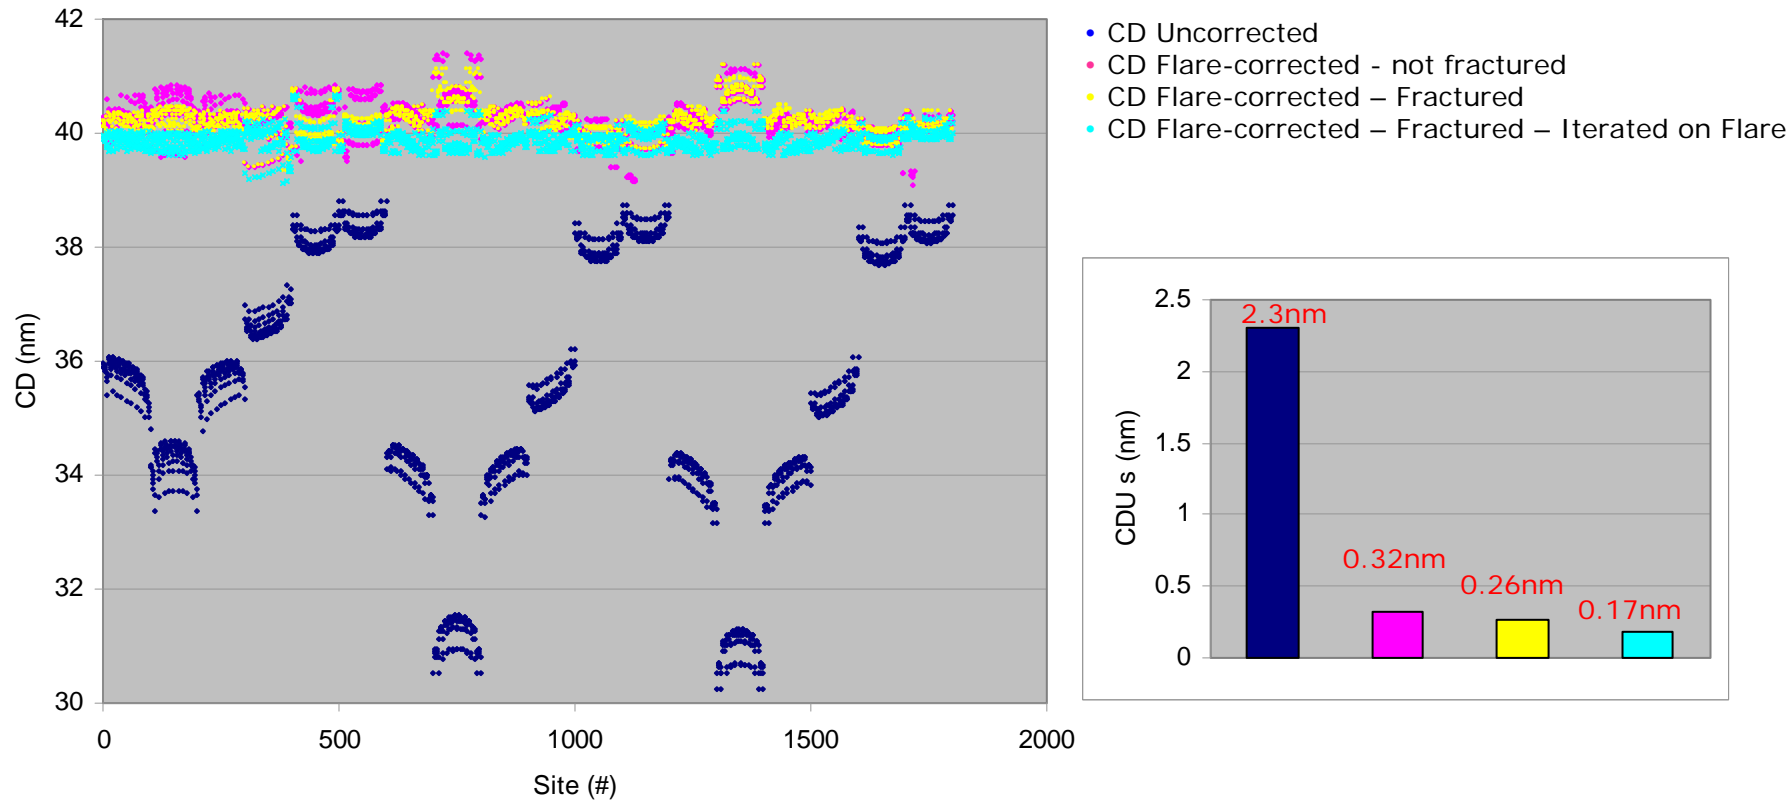 42
40
38
36
34
32
30
CD (nm)
0
500
1000
1500
2000
Site (#)
CD Uncorrected
CD Flare-corrected - not fractured
CD Flare-corrected – Fractured
CD Flare-corrected – Fractured – Iterated on Flare
2.5
2
1.5
1
0.5
0
CDU s (nm)
2.3nm
0.32nm
0.26nm
0.17nm